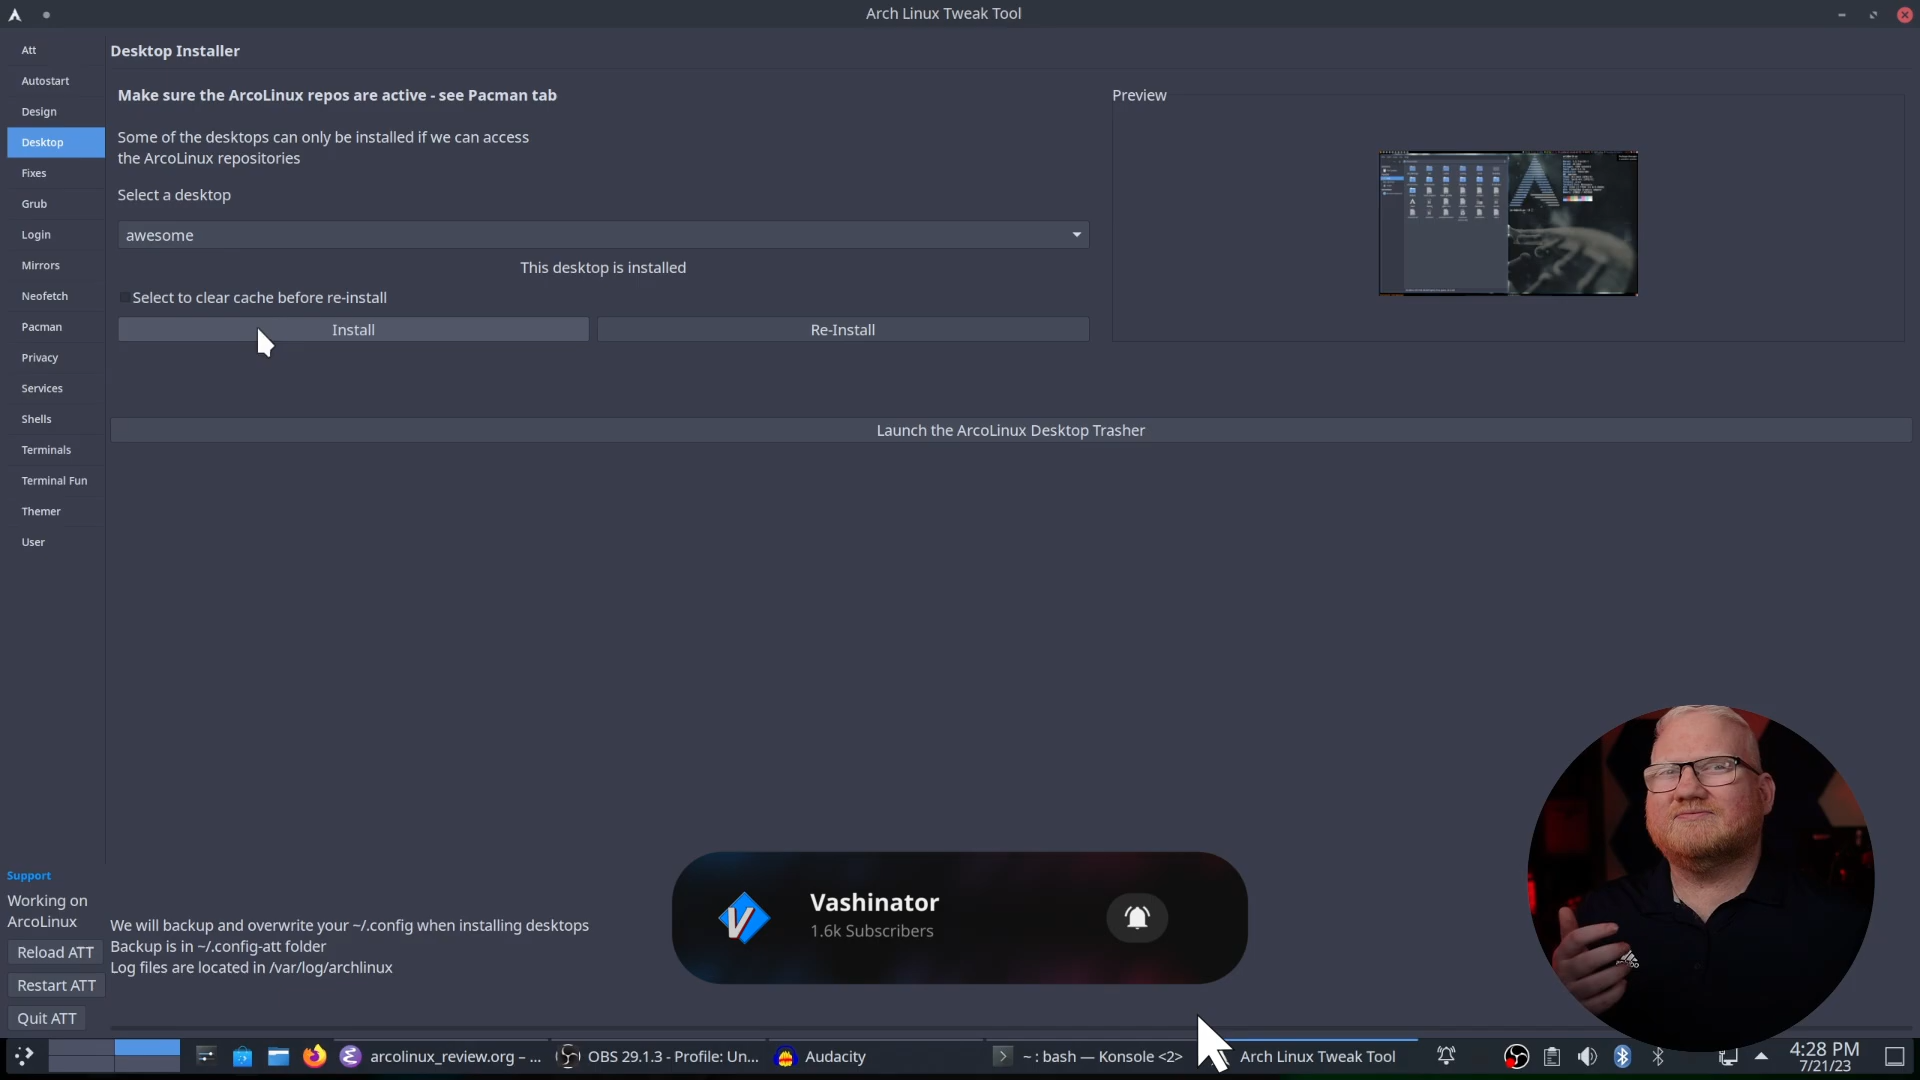 Arch Linux Tweak Tool
Att
Autostart
Design
Desktop
Fixes
Grub
Login
Mirrors
Neofetch
Pacman
Privacy
Services
Shells
Terminals
Terminal Fun
Themer
User
Desktop Installer
Make sure the ArcoLinux repos are active - see Pacman tab
Some of the desktops can only be installed if we can access
the ArcoLinux repositories
Select a desktop
awesome
This desktop is installed
Select to clear cache before re-install
Install
Re-Install
Preview
Launch the ArcoLinux Desktop Trasher
Support
Working on
ArcoLinux
Reload ATT
Restart ATT
Quit ATT
We will backup and overwrite your ~/.config when installing desktops
Backup is in ~/.config-att folder
Log files are located in /var/log/archlinux
Vashinator
1.6k Subscribers
arcolinux_review.org – ...
OBS 29.1.3 - Profile: Un...
Audacity
~ : bash — Konsole <2>
Arch Linux Tweak Tool
4:28 PM
7/21/23